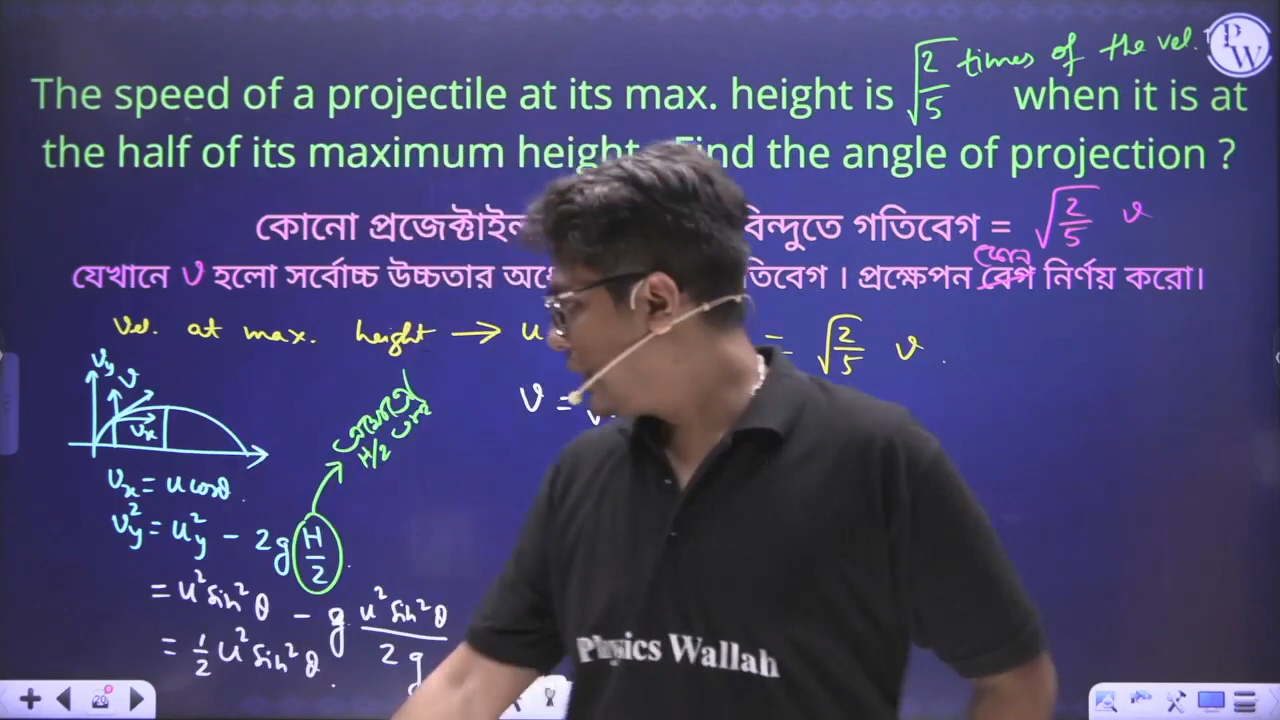 √2/5 times of the vel.
PW
The speed of a projectile at its max. height is when it is at
the half of its maximum height. Find the angle of projection ?
কোনো প্রজেক্টাইল বিন্দুতে গতিবেগ = √2/5 v
কোন
যেখানে v হলো সর্বোচ্চ উচ্চতার গতিবেগ । প্রক্ষেপন বেগ নির্ণয় করো।
Vel. at max. height → u = √2/5 v .
v =
Vy
v
Vx
H/2
Vx = u cosθ .
Vy² = uy² - 2g H/2 .
= u² sin²θ - g u² sin²θ / 2g
= 1/2 u² sin²θ .
Physics Wallah
20